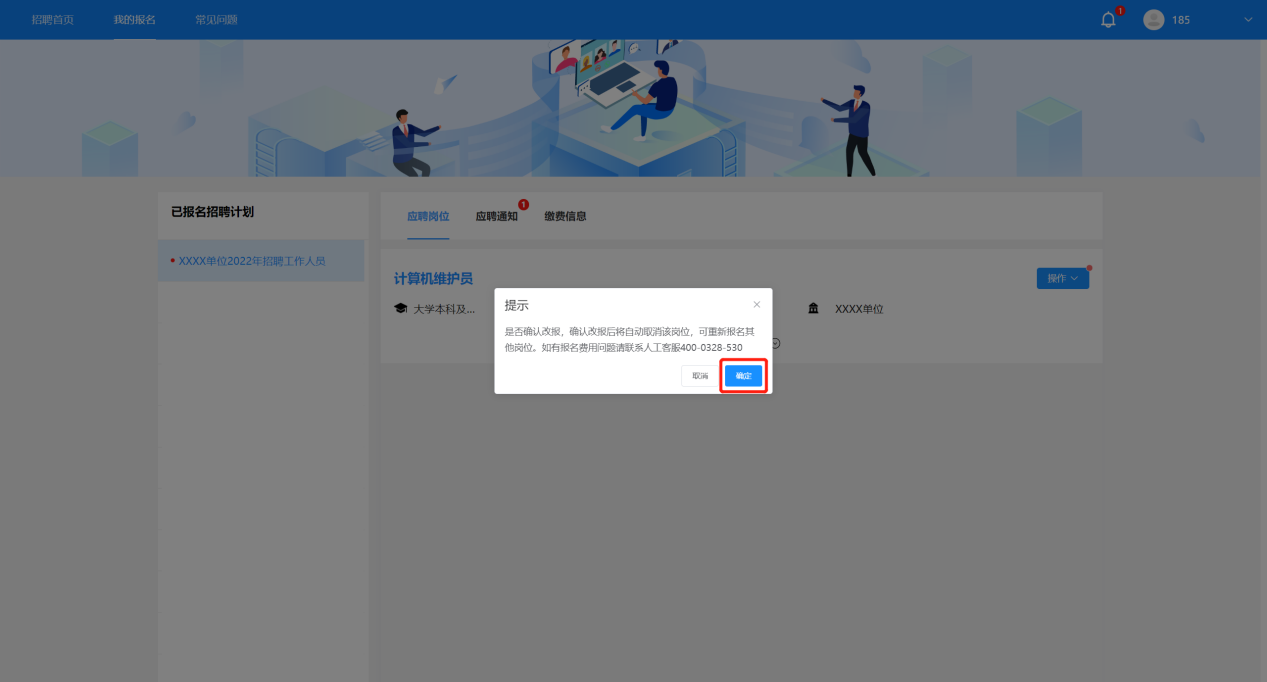 招聘首页
我的报名
常见问题
1
185
已报名招聘计划
XXXX单位2022年招聘工作人员
应聘岗位
应聘通知
1
缴费信息
计算机维护员
操作
大学本科及...
XXXX单位
提示
是否确认改报，确认改报后将自动取消该岗位，可重新报名其
他岗位。如有报名费用问题请联系人工客服400-0328-530
取消
确定